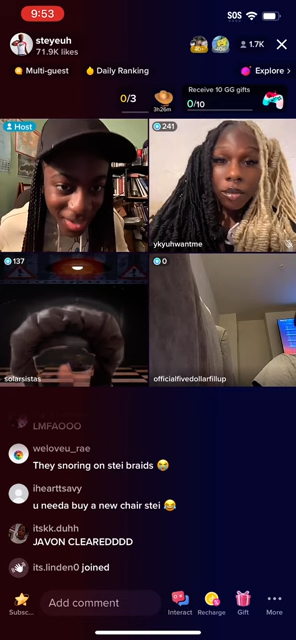 9:53
SOS
steyeuh
71.9K likes
1.7K
Multi-guest
Daily Ranking
Explore >
0/3
3h26m
Receive 10 GG gifts
0/10
Host
241
ykyuhwantme
137
0
solarsistas
officialfivedollarfillup
LMFAOOO
weloveu_rae
They snoring on stei braids 😂
ihearttsavy
u needa buy a new chair stei 😂
itskk.duhh
JAVON CLEAREDDDD
its.linden0 joined
Subsc...
Add comment
Interact
Recharge
Gift
More